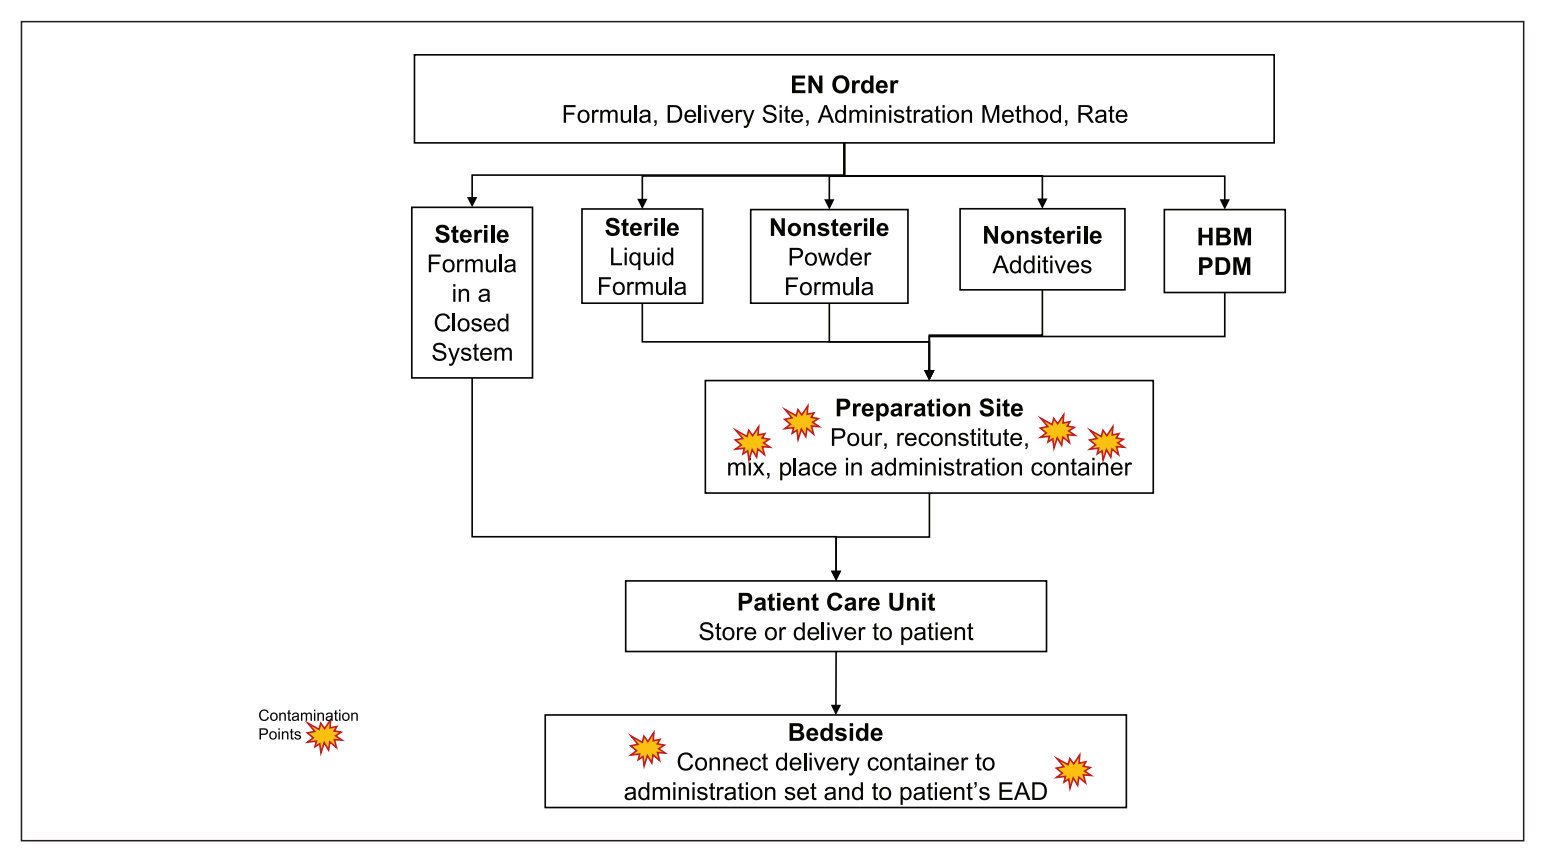 EN Order
Formula, Delivery Site, Administration Method, Rate
Sterile
Formula
in a
Closed
System
Sterile
Liquid
Formula
Nonsterile
Powder
Formula
Nonsterile
Additives
HBM
PDM
Preparation Site
Pour, reconstitute,
mix, place in administration container
Patient Care Unit
Store or deliver to patient
Contamination
Points
Bedside
Connect delivery container to
administration set and to patient’s EAD